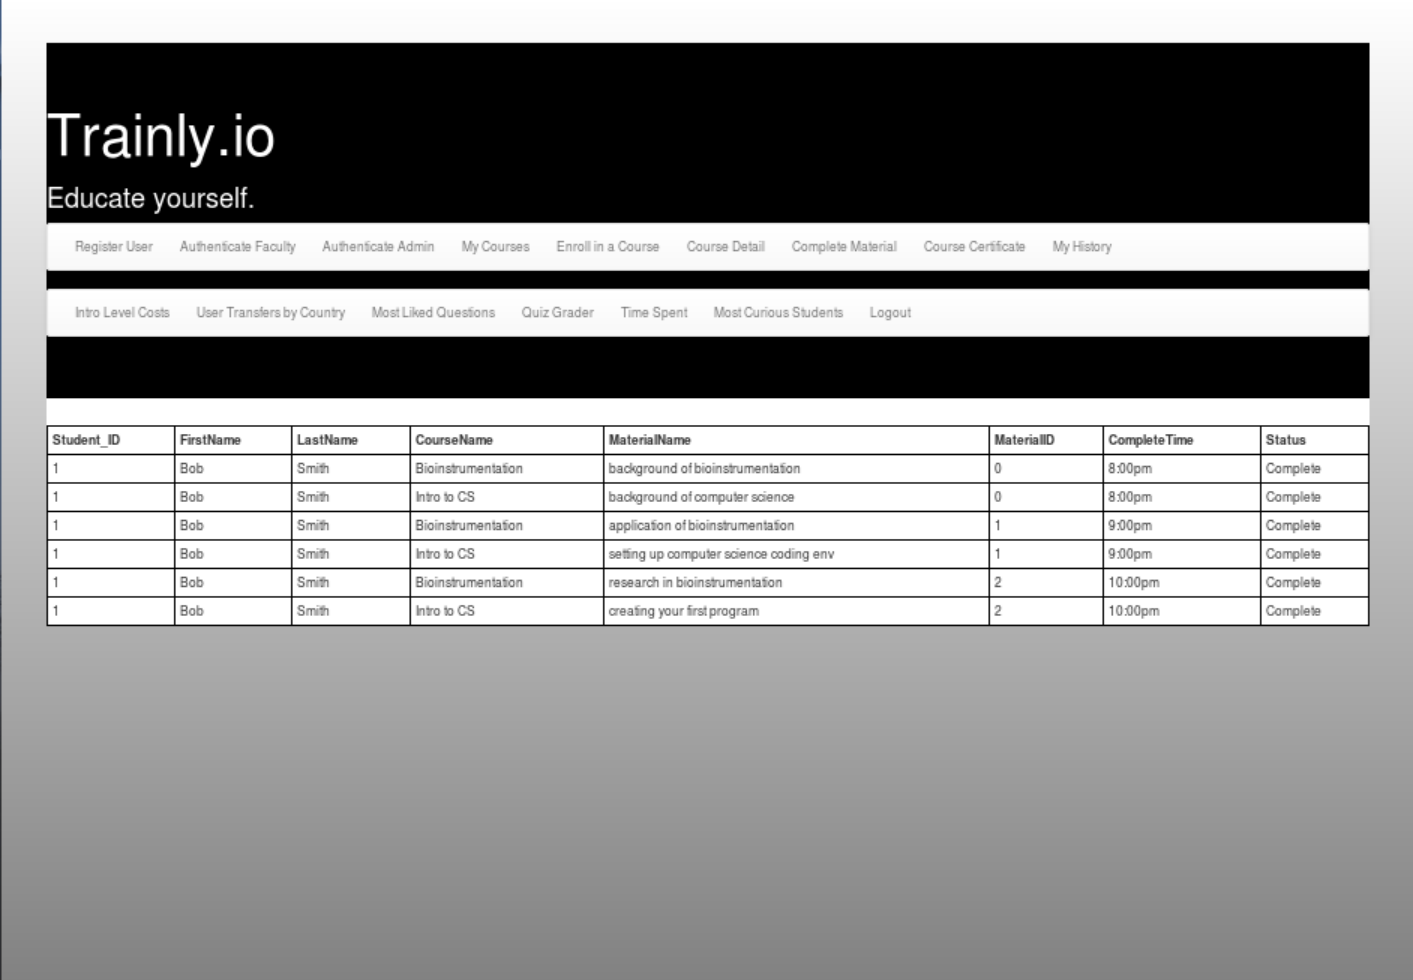 Trainly.io
Educate yourself.
Register User Authenticate Faculty Authenticate Admin My Courses Enroll in a Course Course Detail Complete Material Course Certificate My History
Intro Level Costs User Transfers by Country Most Liked Questions Quiz Grader Time Spent Most Curious Students Logout
Student_ID FirstName LastName CourseName MaterialName MaterialID CompleteTime Status
1 Bob Smith Bioinstrumentation background of bioinstrumentation 0 8:00pm Complete
1 Bob Smith Intro to CS background of computer science 0 8:00pm Complete
1 Bob Smith Bioinstrumentation application of bioinstrumentation 1 9:00pm Complete
1 Bob Smith Intro to CS setting up computer science coding env 1 9:00pm Complete
1 Bob Smith Bioinstrumentation research in bioinstrumentation 2 10:00pm Complete
1 Bob Smith Intro to CS creating your first program 2 10:00pm Complete